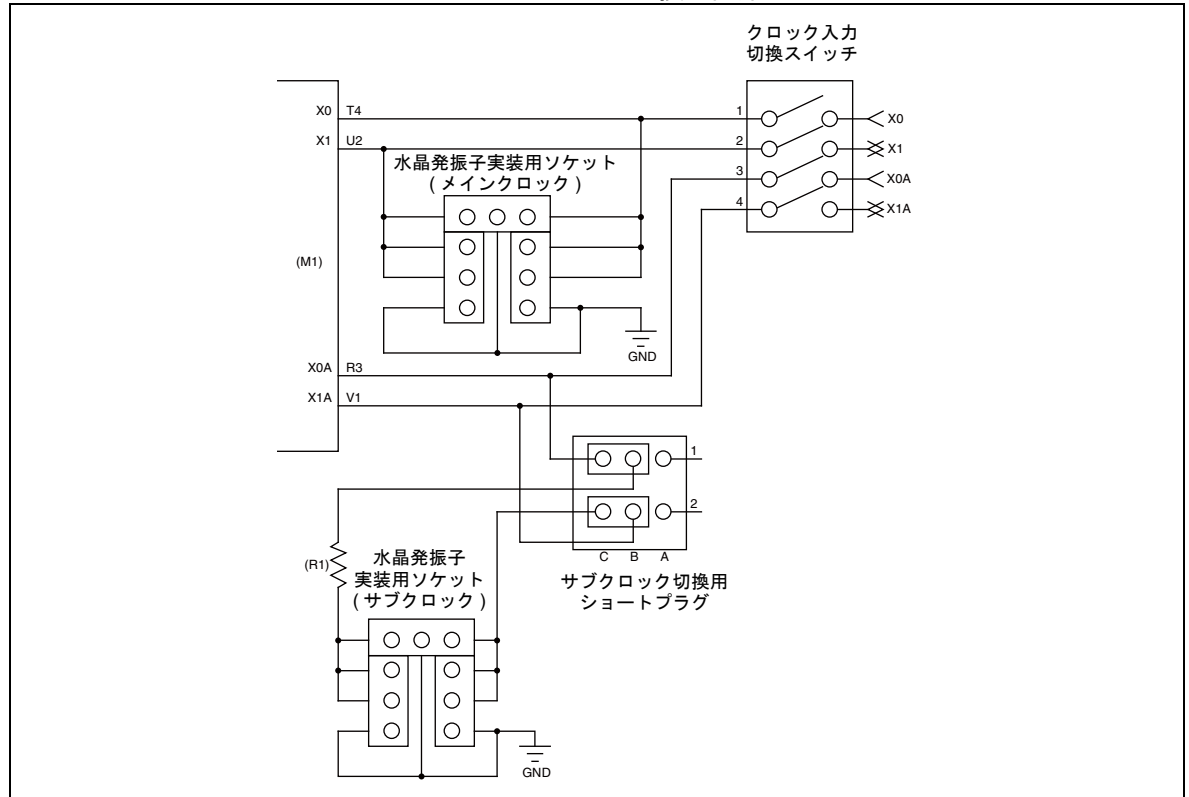 クロック入力
切換スイッチ
X0 T4
X1 U2
1
2
3
4
X0
X1
X0A
X1A
水晶発振子実装用ソケット
(メインクロック)
(M1)
GND
X0A R3
X1A V1
1
2
C B A
サブクロック切換用
ショートプラグ
(R1)
水晶発振子
実装用ソケット
(サブクロック)
GND